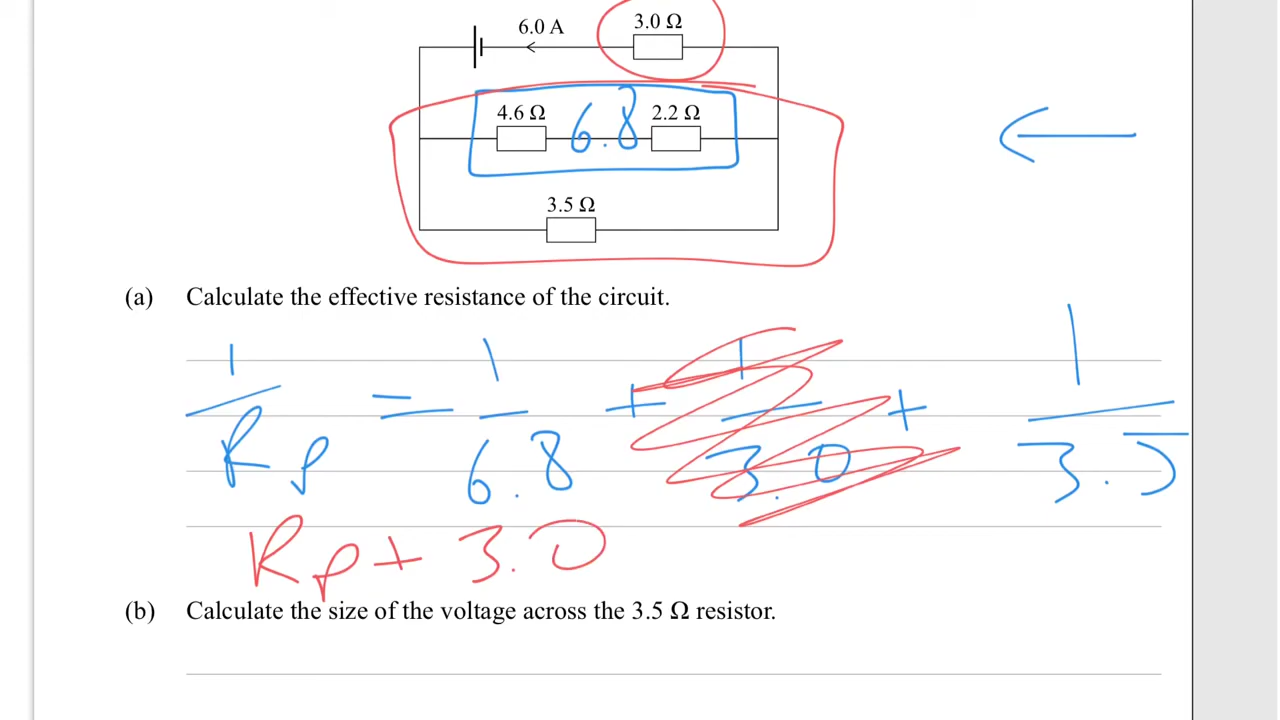 6.0 A
3.0 Ω
4.6 Ω 6.8 2.2 Ω
3.5 Ω
(a) Calculate the effective resistance of the circuit.
1/Rp = 1/6.8 + 1/3.0 + 1/3.5
Rp + 3.0
(b) Calculate the size of the voltage across the 3.5 Ω resistor.